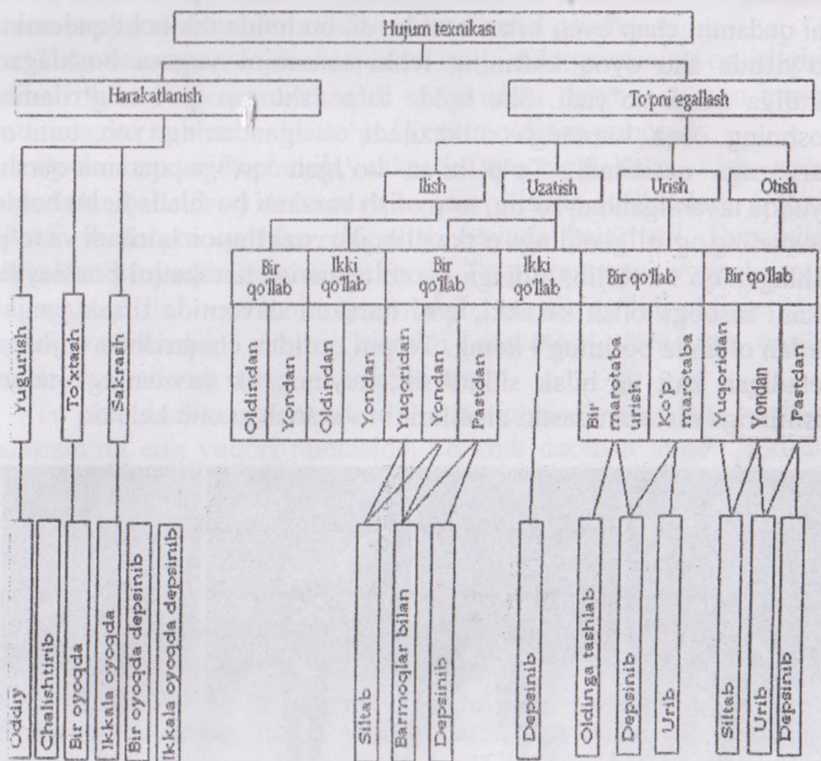 Hujum texnikasi
Harakatlanish
To'pni egallash
Ilish
Uzatish
Urish
Otish
Bir
qo'llab
Ikki
qo'llab
Bir
qo'llab
Ikki
qo'llab
Bir qo'llab
Bir qo'llab
Yugurish
To'xtash
Sakrash
Oldindan
Yondan
Oldindan
Yondan
Yuqoridan
Yondan
Pastdan
Bir
martadan
urish
Ko'p
martadan
Yuqoridan
Yondan
Pastdan
Oddiy
Chalishtirib
Bir oyoqda
Ikkala oyoqda
Bir oyoqda depsinib
Ikkala oyoqda depsinib
Siltab
Barmoqlar bilan
Depsinib
Depsinib
Oldinga tashlab
Depsinib
Urib
Siltab
Urib
Depsinib